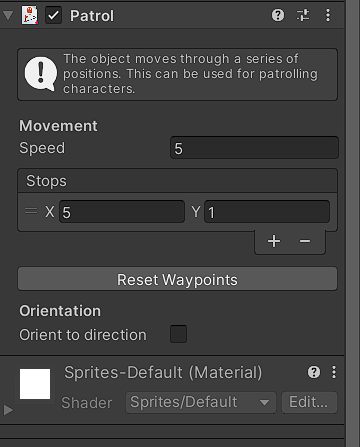 Patrol
The object moves through a series of
positions. This can be used for patrolling
characters.
Movement
Speed 5
Stops
X 5 Y 1
Reset Waypoints
Orientation
Orient to direction
Sprites-Default (Material)
Shader Sprites/Default Edit...